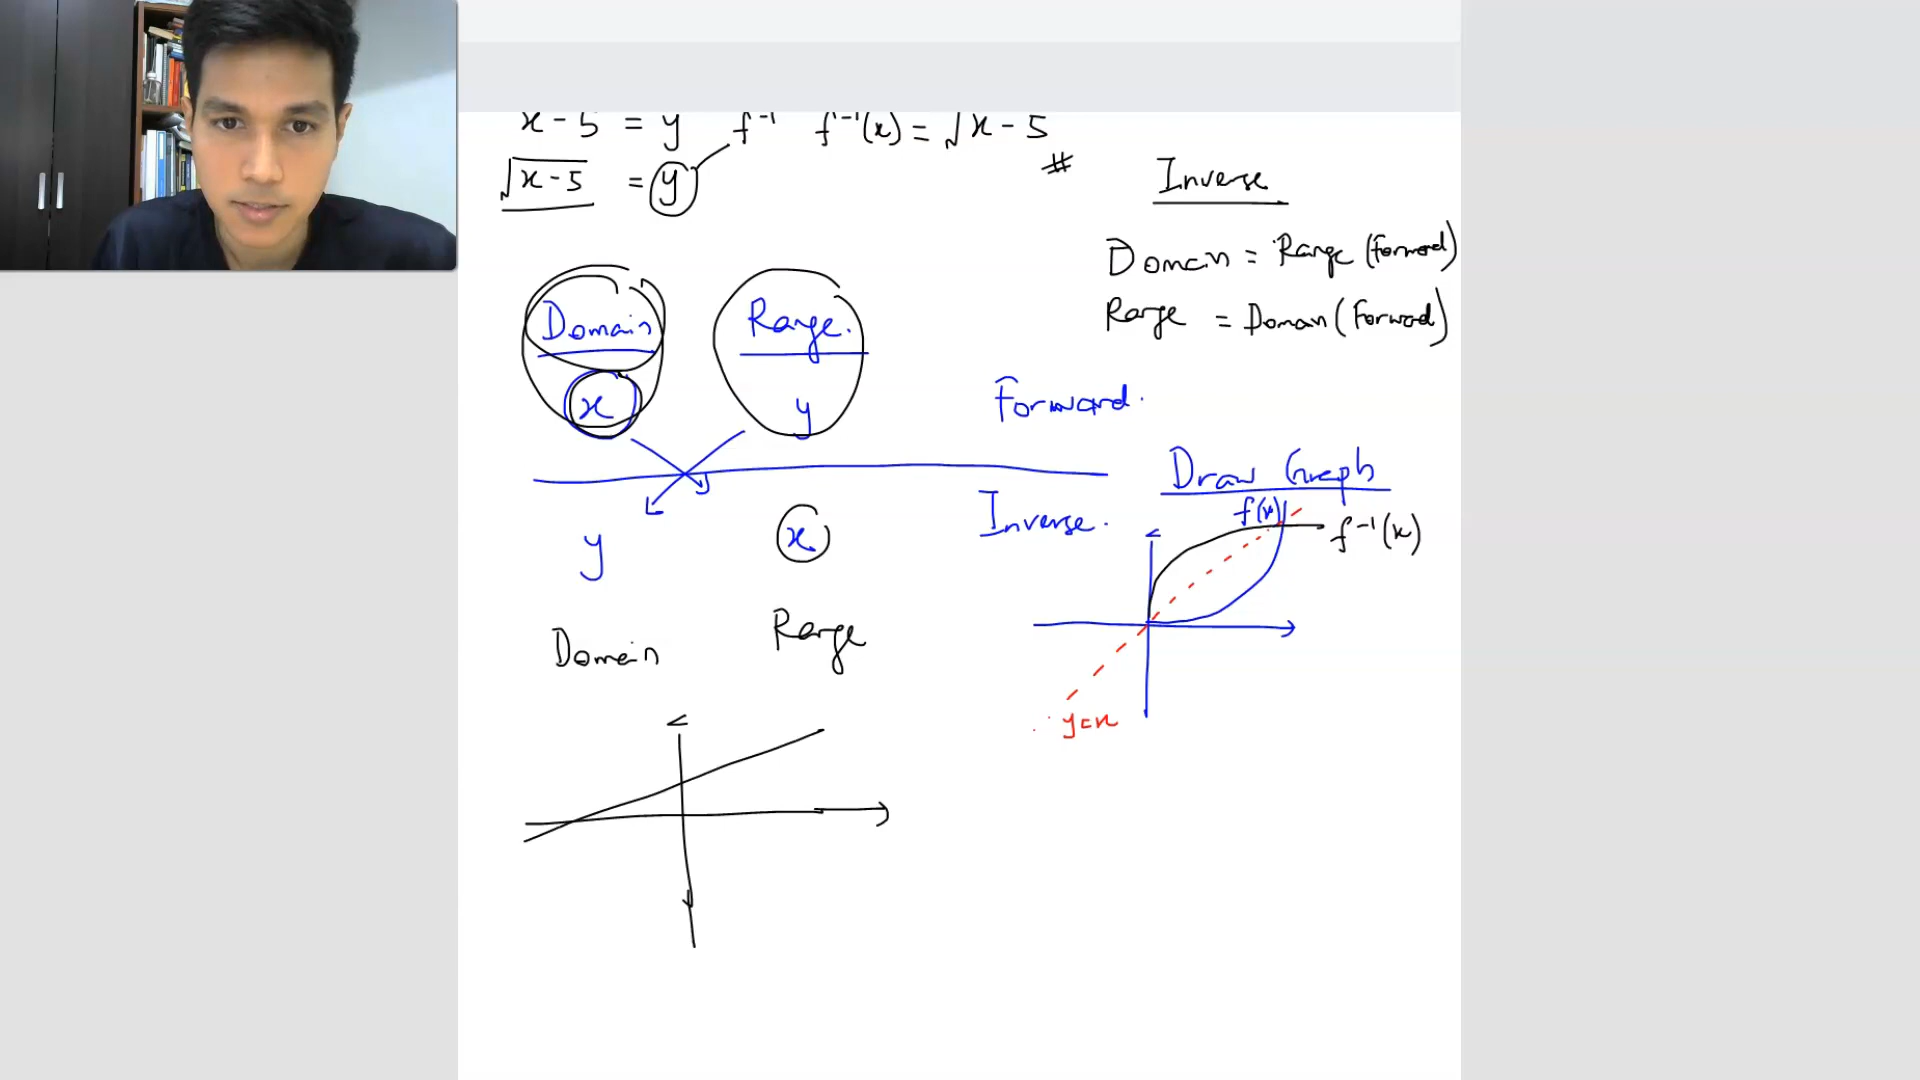 x - 5 = y f⁻¹ f⁻¹(x) = √x - 5
√x-5 = y #
Inverse
Domain = Range (Forward)
Range = Domain (Forward)
Domain Range.
x y
Forward.
Draw Graph
Inverse.
y x
f(x)
f⁻¹(x)
Domain Range
y=x